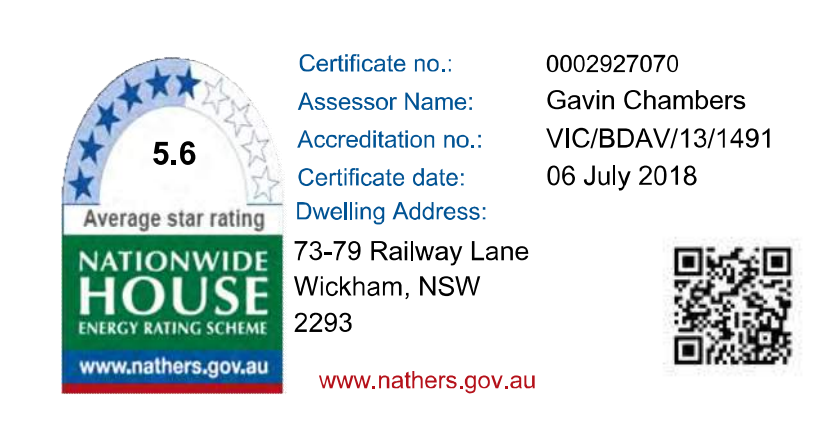 5.6
Average star rating
NATIONWIDE
HOUSE
ENERGY RATING SCHEME
www.nathers.gov.au
Certificate no.: 0002927070
Assessor Name: Gavin Chambers
Accreditation no.: VIC/BDAV/13/1491
Certificate date: 06 July 2018
Dwelling Address:
73-79 Railway Lane
Wickham, NSW
2293
www.nathers.gov.au